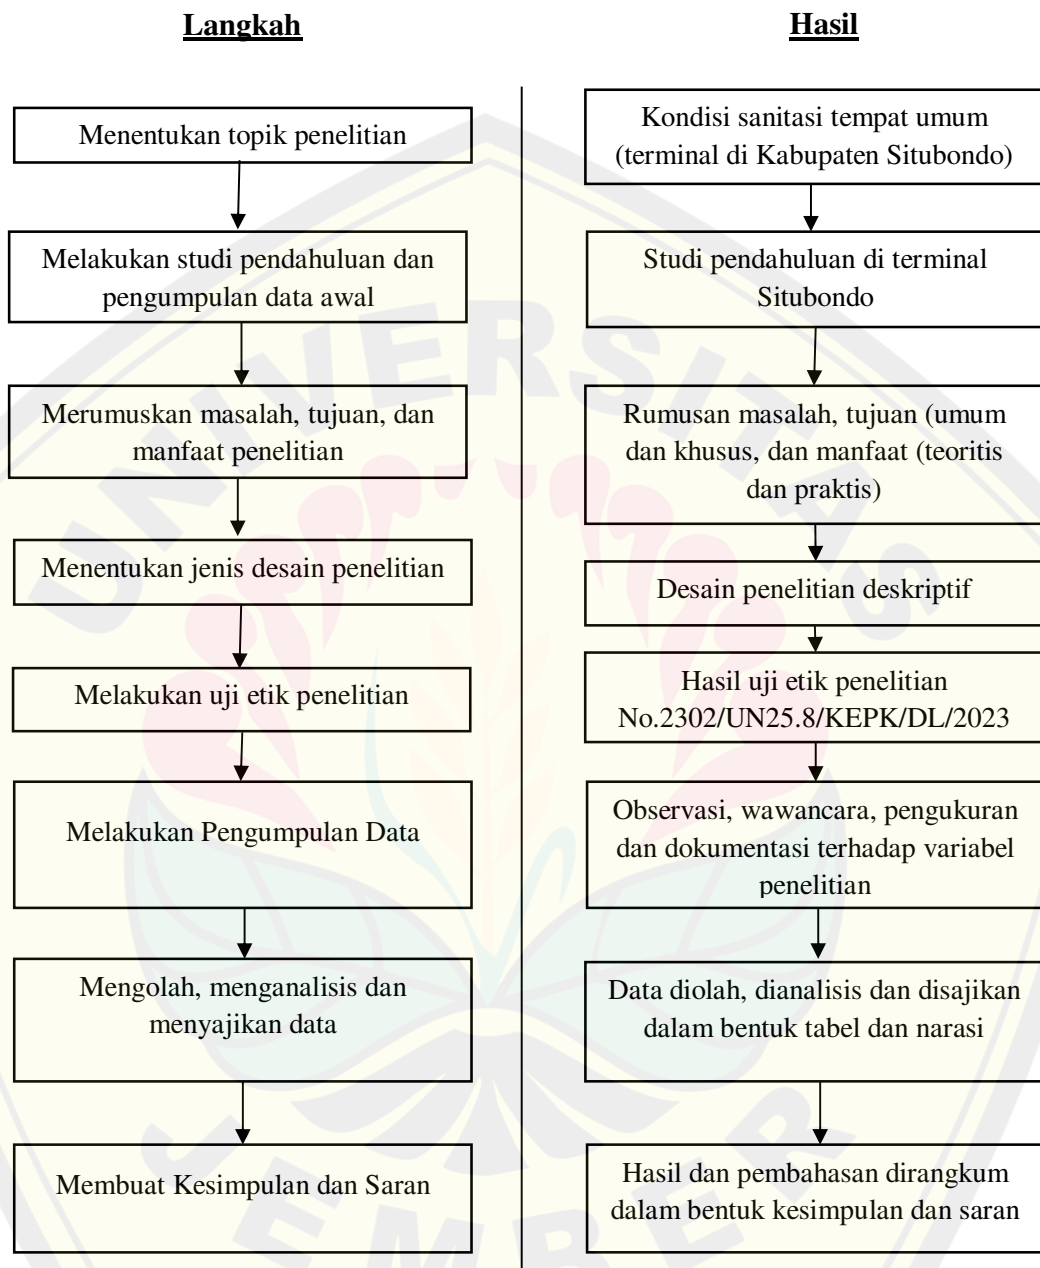 Langkah
Menentukan topik penelitian
Melakukan studi pendahuluan dan
pengumpulan data awal
Merumuskan masalah, tujuan, dan
manfaat penelitian
Menentukan jenis desain penelitian
Melakukan uji etik penelitian
Melakukan Pengumpulan Data
Mengolah, menganalisis dan
menyajikan data
Membuat Kesimpulan dan Saran
Hasil
Kondisi sanitasi tempat umum
(terminal di Kabupaten Situbondo)
Studi pendahuluan di terminal
Situbondo
Rumusan masalah, tujuan (umum
dan khusus, dan manfaat (teoritis
dan praktis)
Desain penelitian deskriptif
Hasil uji etik penelitian
No.2302/UN25.8/KEPK/DL/2023
Observasi, wawancara, pengukuran
dan dokumentasi terhadap variabel
penelitian
Data diolah, dianalisis dan disajikan
dalam bentuk tabel dan narasi
Hasil dan pembahasan dirangkum
dalam bentuk kesimpulan dan saran
UNIVERSITAS
JEMBER